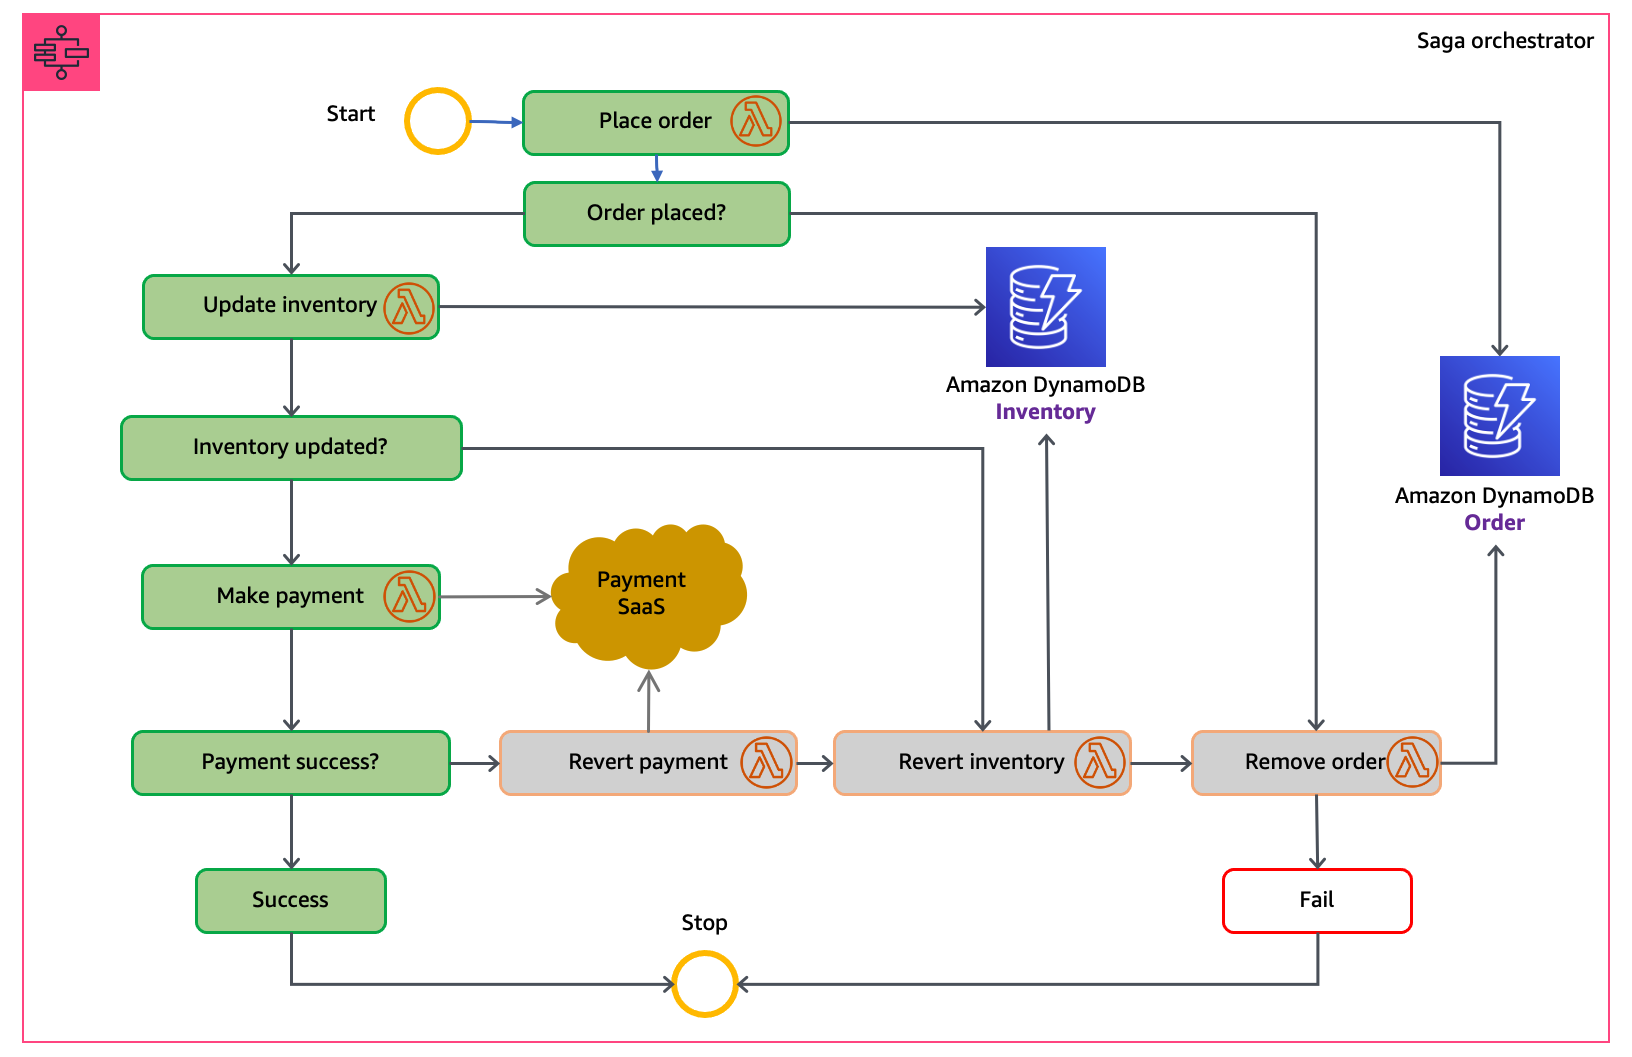 Saga orchestrator
Start
Place order
Order placed?
Update inventory
Amazon DynamoDB
Inventory
Inventory updated?
Amazon DynamoDB
Order
Payment
SaaS
Make payment
Payment success?
Revert payment
Revert inventory
Remove order
Success
Fail
Stop